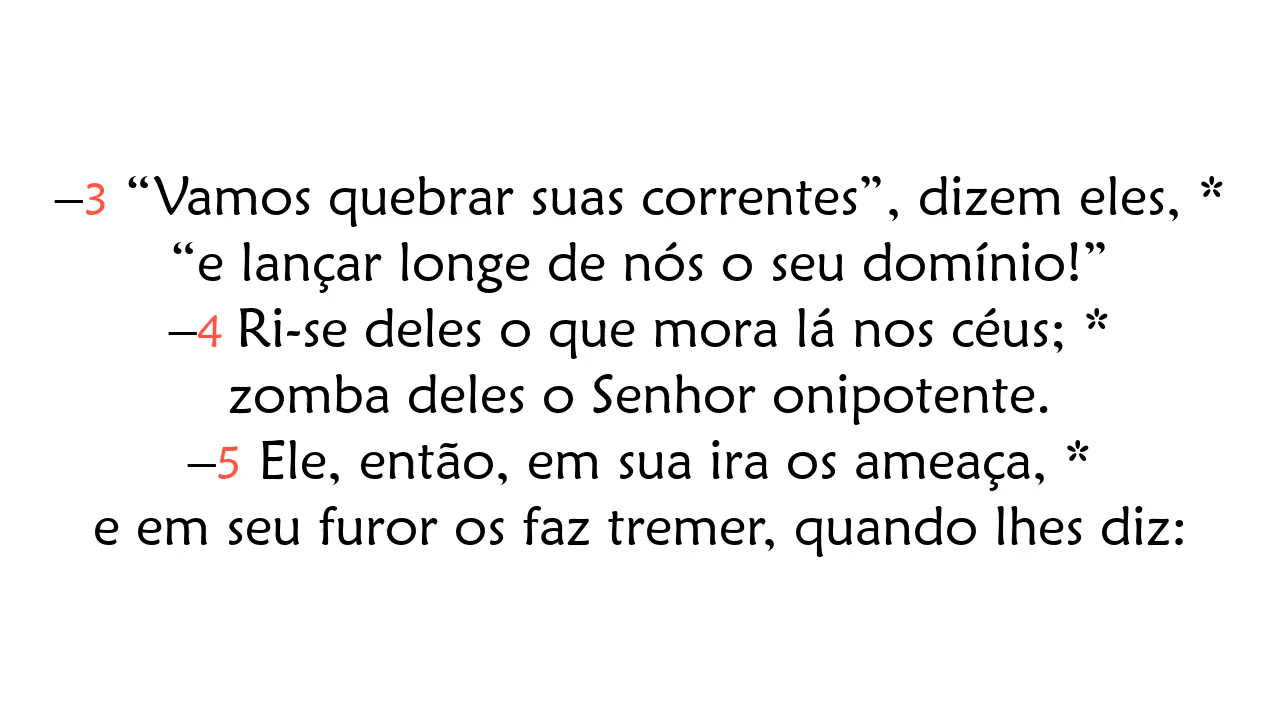 –3 “Vamos quebrar suas correntes”, dizem eles, *
“e lançar longe de nós o seu domínio!”
–4 Ri-se deles o que mora lá nos céus; *
zomba deles o Senhor onipotente.
–5 Ele, então, em sua ira os ameaça, *
e em seu furor os faz tremer, quando lhes diz: